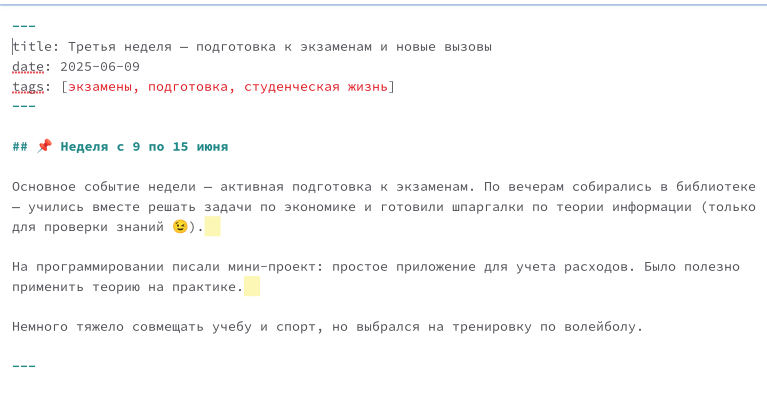 ---
title: Третья неделя — подготовка к экзаменам и новые вызовы
date: 2025-06-09
tags: [экзамены, подготовка, студенческая жизнь]
---
## 📌 Неделя с 9 по 15 июня
Основное событие недели — активная подготовка к экзаменам. По вечерам собирались в библиотеке
— учились вместе решать задачи по экономике и готовили шпаргалки по теории информации (только
для проверки знаний 😉).
На программировании писали мини-проект: простое приложение для учета расходов. Было полезно
применить теорию на практике.
Немного тяжело совмещать учебу и спорт, но выбрался на тренировку по волейболу.
---